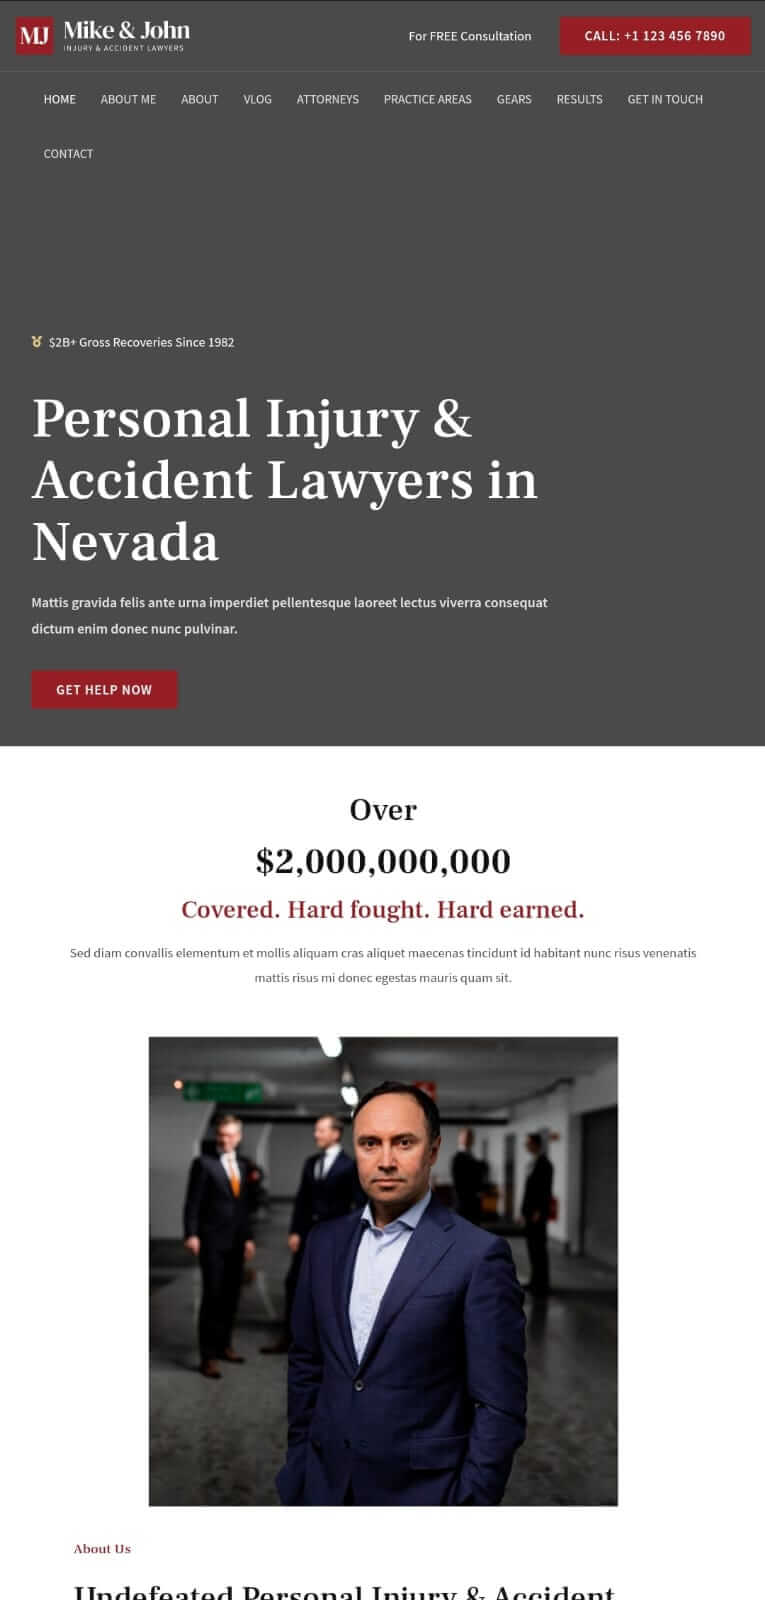 MJ Mike & John
INJURY & ACCIDENT LAWYERS
For FREE Consultation
CALL: +1 123 456 7890
HOME ABOUT ME ABOUT VLOG ATTORNEYS PRACTICE AREAS GEARS RESULTS GET IN TOUCH
CONTACT
$2B+ Gross Recoveries Since 1982
Personal Injury &
Accident Lawyers in
Nevada
Mattis gravida felis ante urna imperdiet pellentesque laoreet lectus viverra consequat
dictum enim donec nunc pulvinar.
GET HELP NOW
Over
$2,000,000,000
Covered. Hard fought. Hard earned.
Sed diam convallis elementum et mollis aliquam cras aliquet maecenas tincidunt id habitant nunc risus venenatis
mattis risus mi donec egestas mauris quam sit.
About Us
Undefeated Personal Injury & Accident